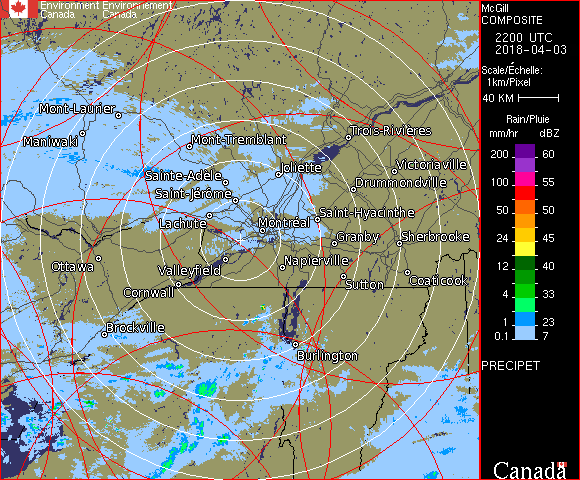 Environment Environnement
Canada Canada
McGill
COMPOSITE
2200 UTC
2018-04-03
Scale/Échelle:
1km/Pixel
40 KM
Rain/Pluie
mm/hr dBZ
200 60
100 55
50 50
24 45
12 40
4 33
1 23
0.1 7
PRECIPET
Canada
Mont-Laurier
Maniwaki
Mont-Tremblant
Trois-Rivières
Joliette
Victoriaville
Sainte-Adèle
Drummondville
Saint-Jérôme
Saint-Hyacinthe
Lachute
Montréal
Granby
Sherbrooke
Ottawa
Valleyfield
Napierville
Coaticook
Sutton
Cornwall
Brockville
Burlington